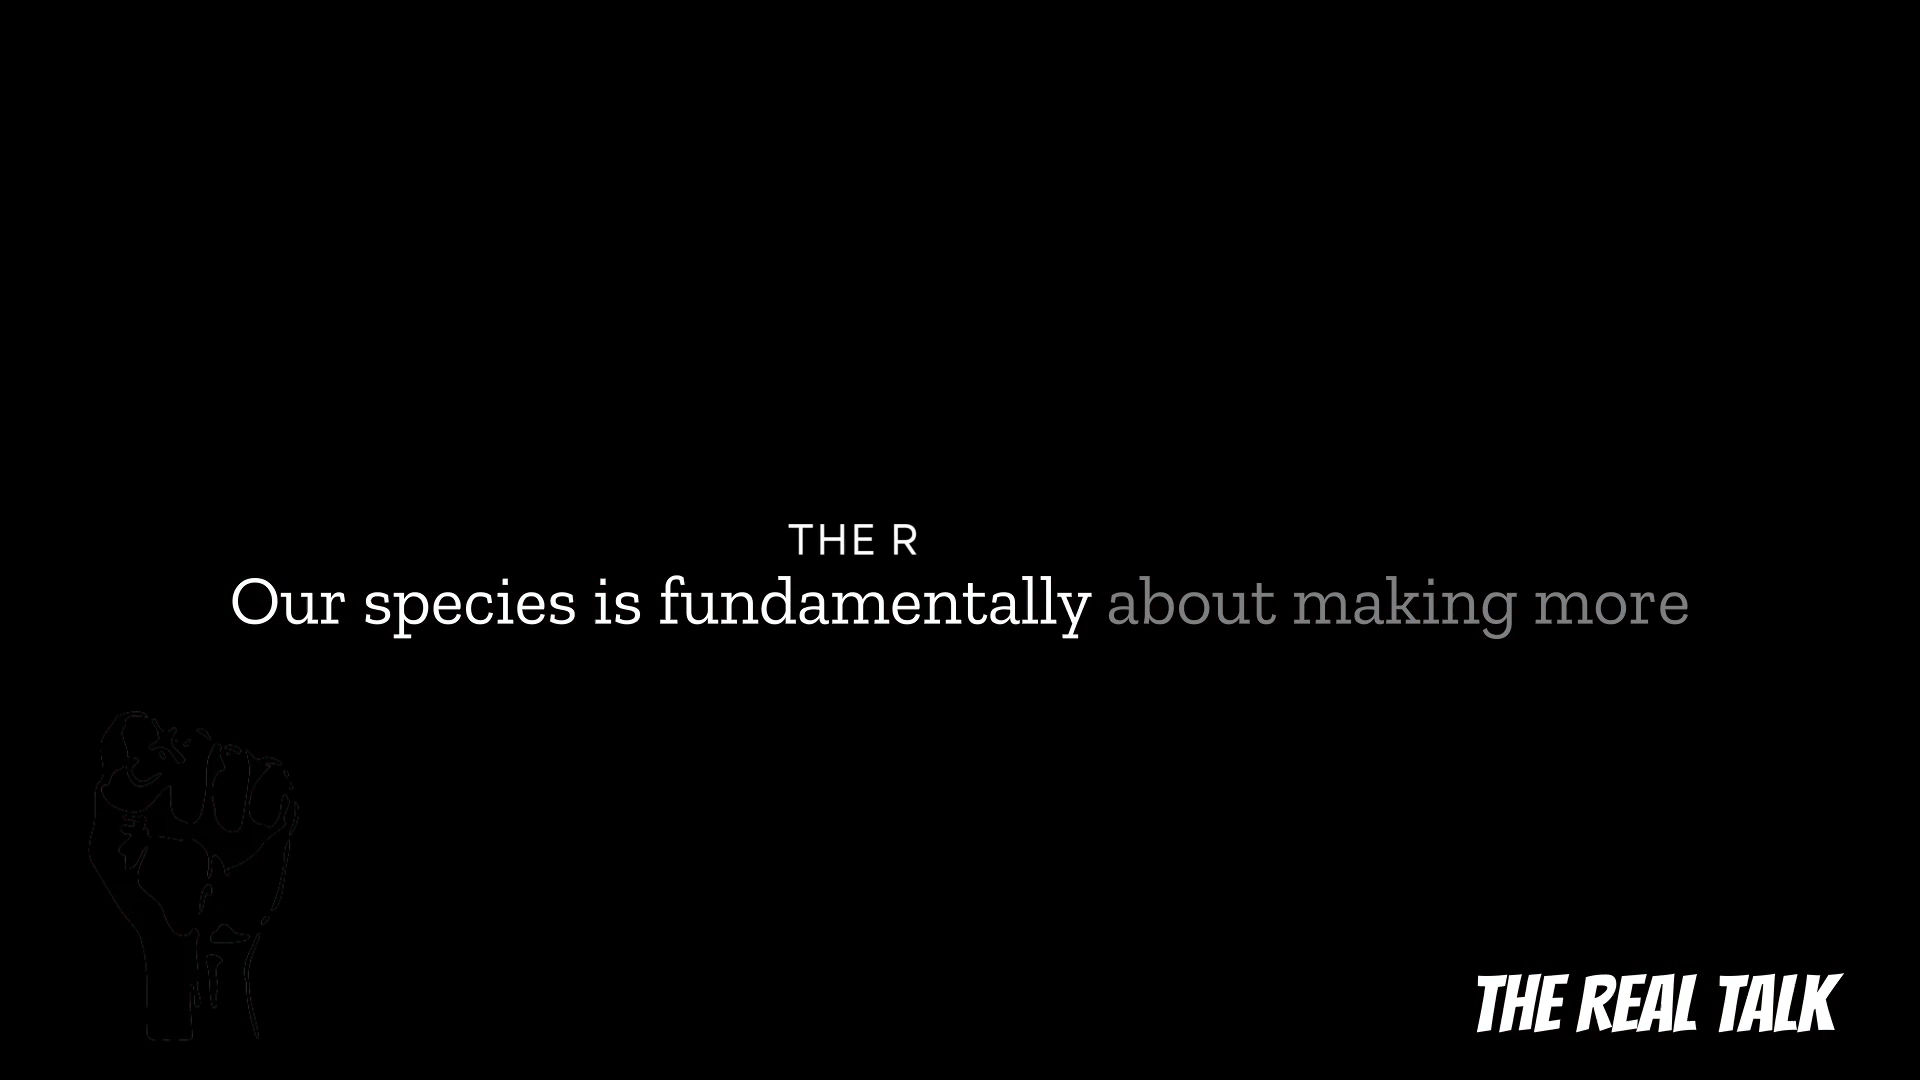 THE R
Our species is fundamentally about making more
THE REAL TALK